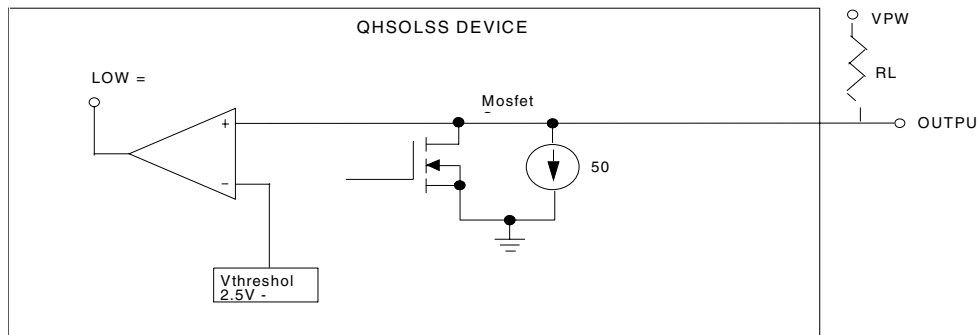 QHSOLSS DEVICE
VPW
LOW =
RL
Mosfet
+
OUTPU
50
–
Vthreshol
2.5V -